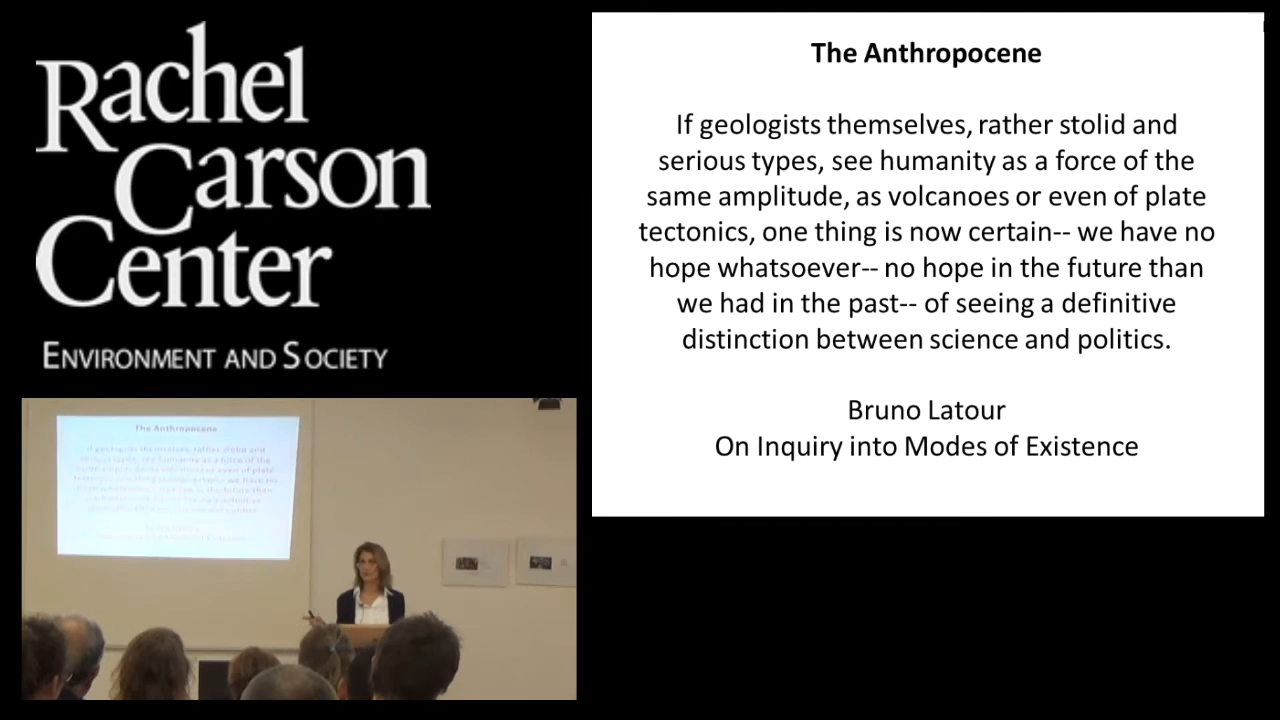 Rachel
Carson
Center
ENVIRONMENT AND SOCIETY
The Anthropocene
If geologists themselves, rather stolid and
serious types, see humanity as a force of the
same amplitude, as volcanoes or even of plate
tectonics, one thing is now certain-- we have no
hope whatsoever-- no hope in the future than
we had in the past-- of seeing a definitive
distinction between science and politics.
Bruno Latour
On Inquiry into Modes of Existence
The Anthropocene